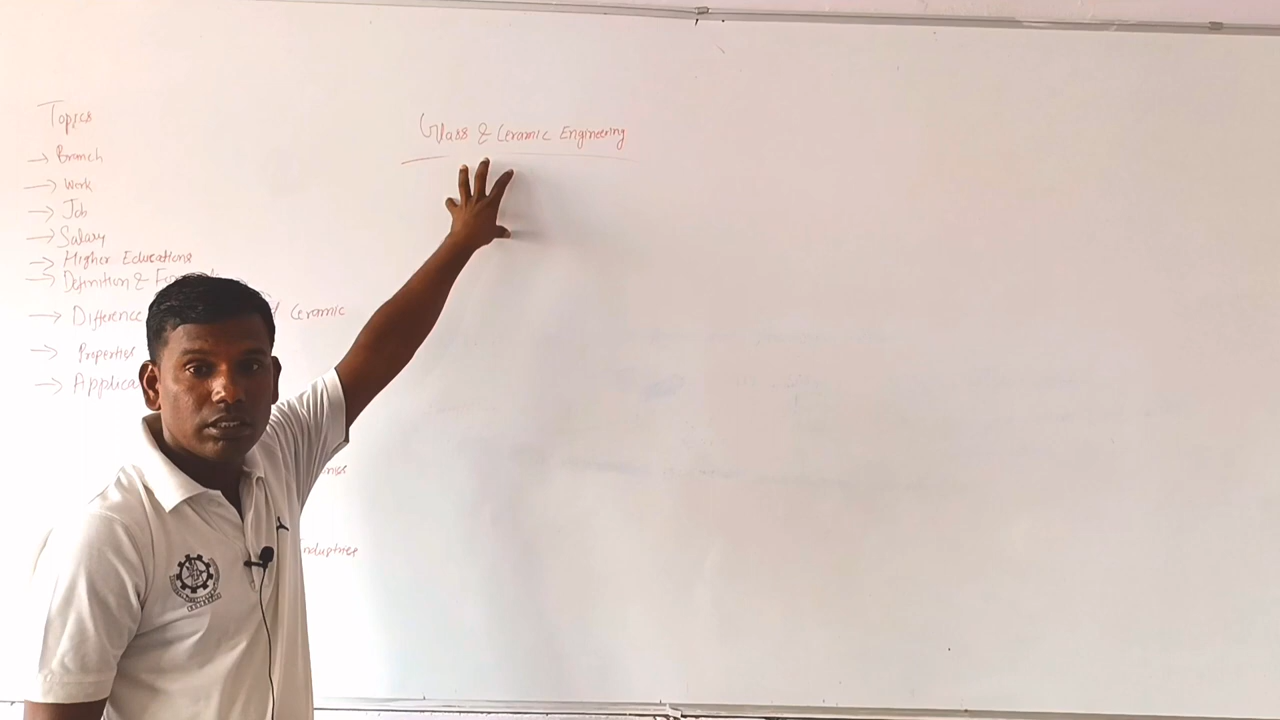 Topics
Glass & Ceramic Engineering
→ Branch
→ Work
→ Job
→ Salary
→ Higher Educations
→ Definition &
→ Difference Ceramic
→ Properties
→ Applica
Industries